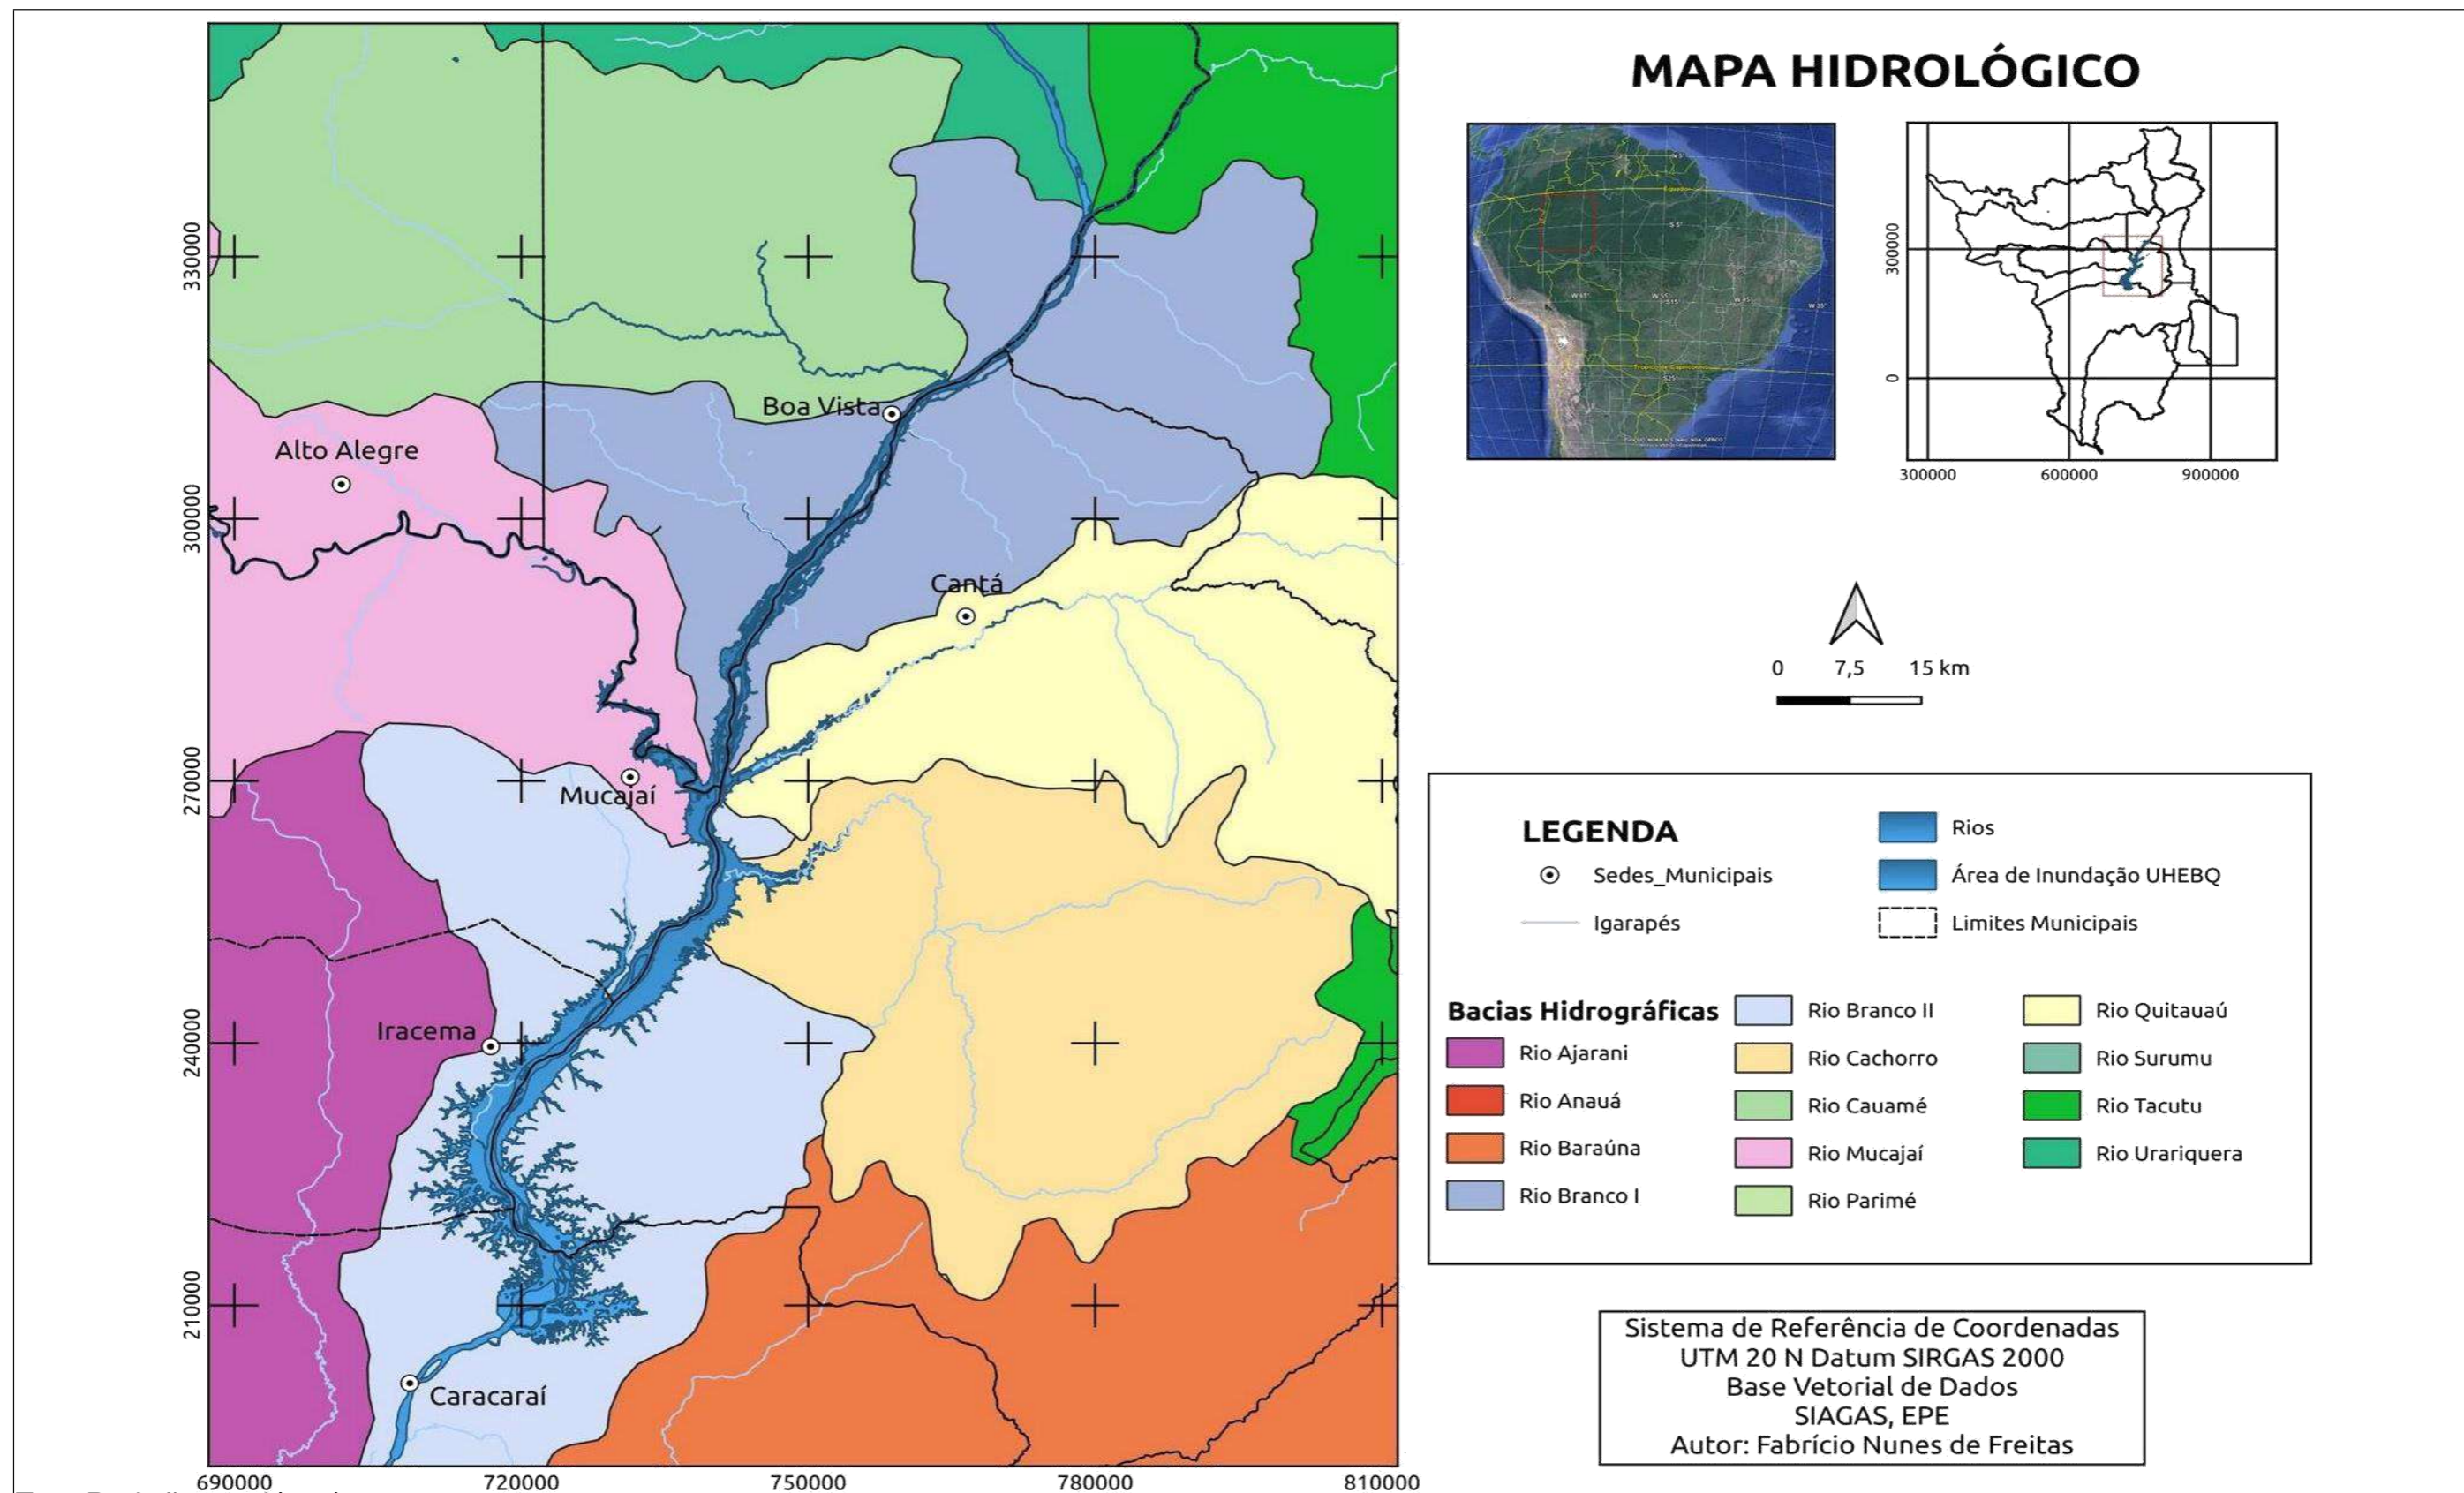 MAPA HIDROLÓGICO
330000
300000
270000
240000
210000
690000
720000
750000
780000
810000
Boa Vista
Alto Alegre
Cantá
Mucajaí
Iracema
Caracaraí
Equador
300000
0
300000
600000
900000
0
7,5
15 km
LEGENDA
Sedes_Municipais
Igarapés
Rios
Área de Inundação UHEBQ
Limites Municipais
Bacias Hidrográficas
Rio Ajarani
Rio Anauá
Rio Baraúna
Rio Branco I
Rio Branco II
Rio Cachorro
Rio Cauamé
Rio Mucajaí
Rio Parimé
Rio Quitauaú
Rio Surumu
Rio Tacutu
Rio Urariquera
Sistema de Referência de Coordenadas
UTM 20 N Datum SIRGAS 2000
Base Vetorial de Dados
SIAGAS, EPE
Autor: Fabrício Nunes de Freitas